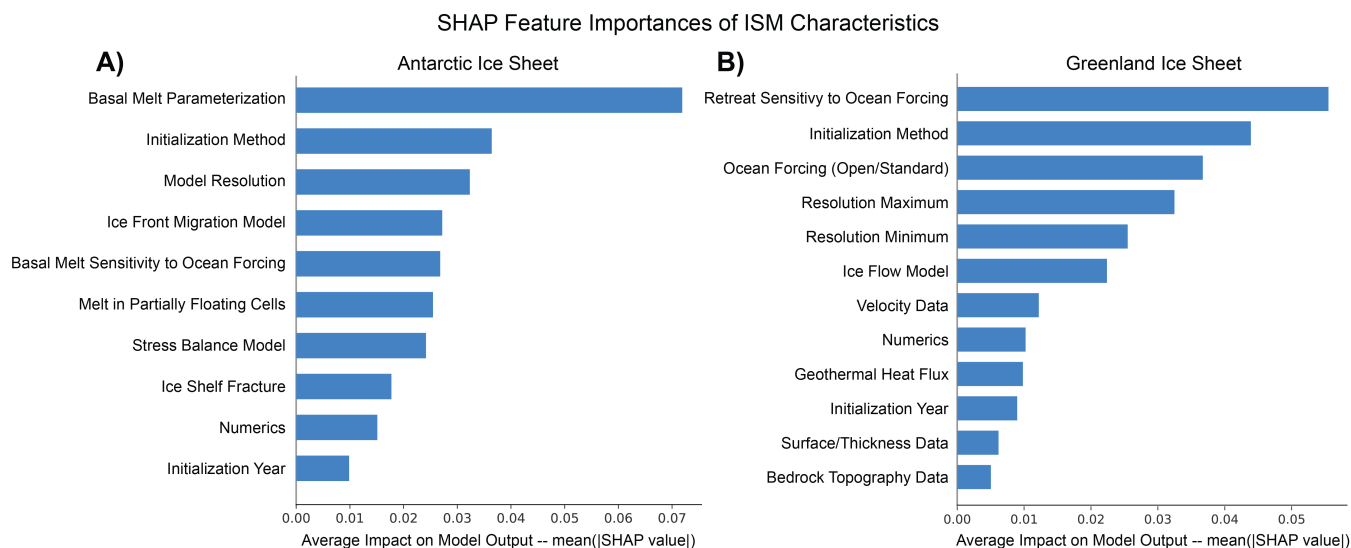 SHAP Feature Importances of ISM Characteristics
A)
Antarctic Ice Sheet
Basal Melt Parameterization
Initialization Method
Model Resolution
Ice Front Migration Model
Basal Melt Sensitivity to Ocean Forcing
Melt in Partially Floating Cells
Stress Balance Model
Ice Shelf Fracture
Numerics
Initialization Year
0.00 0.01 0.02 0.03 0.04 0.05 0.06 0.07
Average Impact on Model Output -- mean(|SHAP value|)
B)
Greenland Ice Sheet
Retreat Sensitivy to Ocean Forcing
Initialization Method
Ocean Forcing (Open/Standard)
Resolution Maximum
Resolution Minimum
Ice Flow Model
Velocity Data
Numerics
Geothermal Heat Flux
Initialization Year
Surface/Thickness Data
Bedrock Topography Data
0.00 0.01 0.02 0.03 0.04 0.05
Average Impact on Model Output -- mean(|SHAP value|)